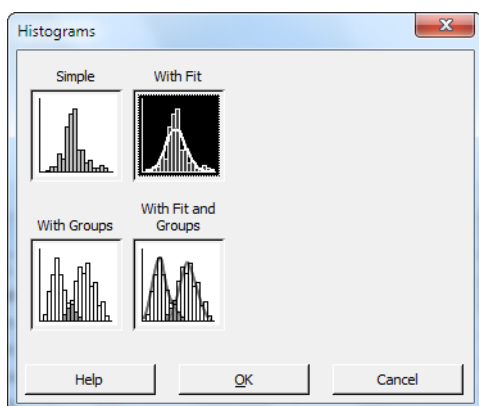 Histograms
Simple
With Fit
With Groups
With Fit and
Groups
Help
OK
Cancel